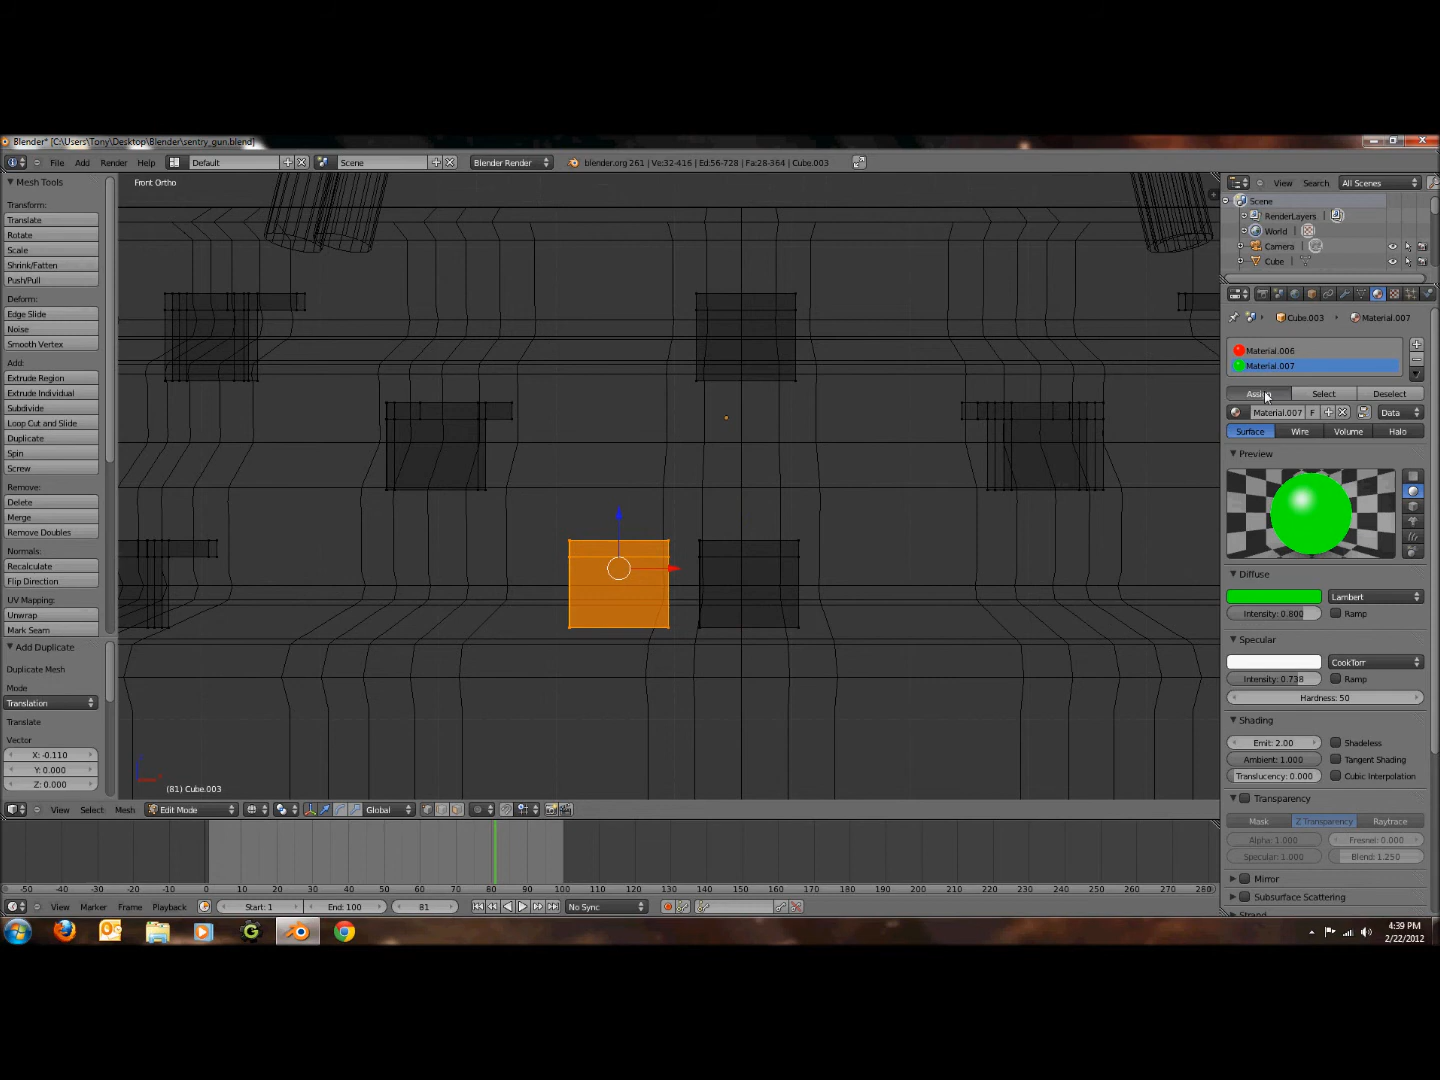 Blender* [C:\Users\Tony\Desktop\Blender\sentry_gun.blend]
File Add Render Help Default Scene Blender Render blender.org 261 | Ve:32-416 | Ed:56-728 | Fa:28-364 | Cube.003
View Search All Scenes
Scene
RenderLayers
World
Camera
Cube
Mesh Tools
Transform:
Translate
Rotate
Scale
Shrink/Fatten
Push/Pull
Deform:
Edge Slide
Noise
Smooth Vertex
Add:
Extrude Region
Extrude Individual
Subdivide
Loop Cut and Slide
Duplicate
Spin
Screw
Remove:
Delete
Merge
Remove Doubles
Normals:
Recalculate
Flip Direction
UV Mapping:
Unwrap
Mark Seam
Add Duplicate
Duplicate Mesh
Mode
Translation
Translate
Vector
X: -0.110
Y: 0.000
Z: 0.000
Front Ortho
(81) Cube.003
Cube.003 Material.007
Material.006
Material.007
Assign Select Deselect
Material.007 F Data
Surface Wire Volume Halo
Preview
Diffuse
Lambert
Intensity: 0.800 Ramp
Specular
CookTorr
Intensity: 0.738 Ramp
Hardness: 50
Shading
Emit: 2.00 Shadeless
Ambient: 1.000 Tangent Shading
Translucency: 0.000 Cubic Interpolation
Transparency
Mask Z Transparency Raytrace
Alpha: 1.000 Fresnel: 0.000
Specular: 1.000 Blend: 1.250
Mirror
Subsurface Scattering
Strand
View Select Mesh Edit Mode Global
-50 -40 -30 -20 -10 0 10 20 30 40 50 60 70 80 90 100 110 120 130 140 150 160 170 180 190 200 210 220 230 240 250 260 270 280
View Marker Frame Playback Start: 1 End: 100 81 No Sync
4:39 PM
2/22/2012